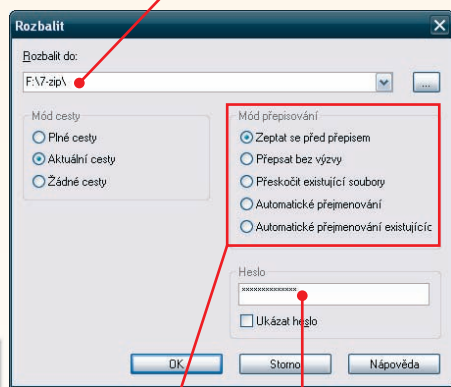 Rozbalit
Rozbalit do:
F:\7-zip\
...
Mód cesty
Plné cesty
Aktuální cesty
Žádné cesty
Mód přepisování
Zeptat se před přepisem
Přepsat bez výzvy
Přeskočit existující soubory
Automatické přejmenování
Automatické přejmenování existujícíc
Heslo
xxxxxxxxxxxxxx
Ukázat heslo
OK
Storno
Nápověda